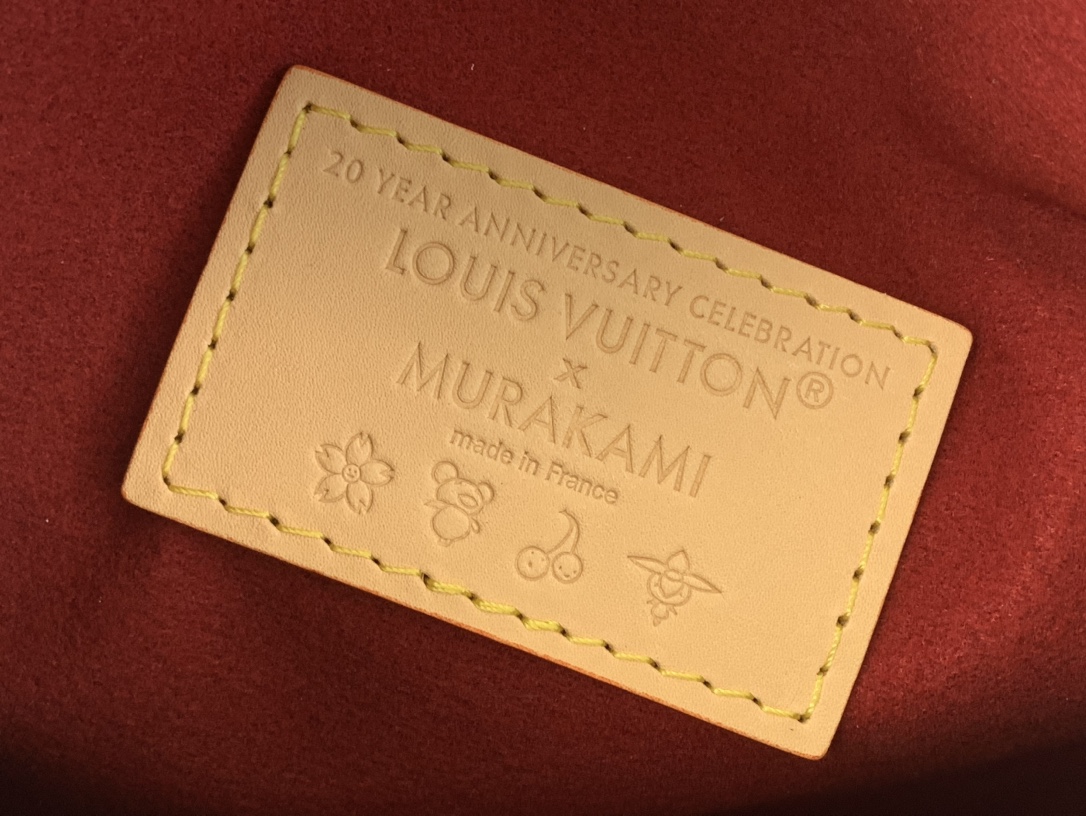 20 YEAR ANNIVERSARY CELEBRATION
LOUIS VUITTON®
x
MURAKAMI
made in France